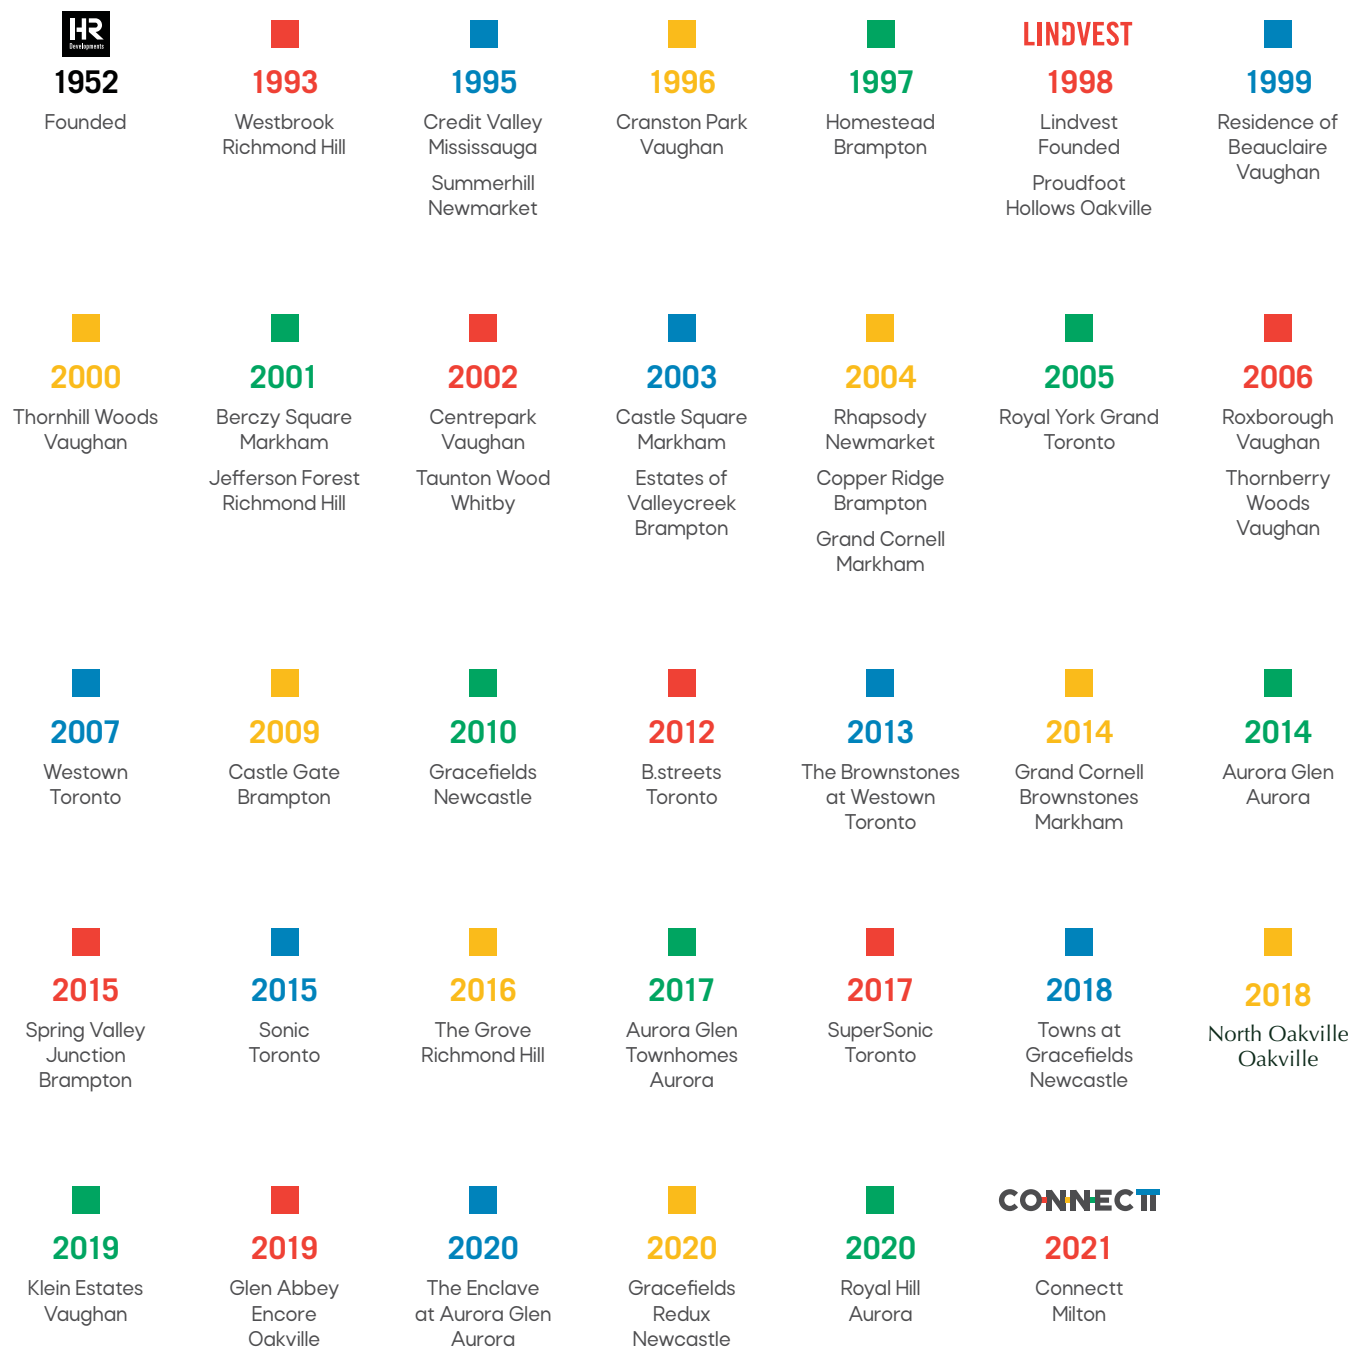 HR
Developments
1952
Founded
1993
Westbrook
Richmond Hill
1995
Credit Valley
Mississauga
Summerhill
Newmarket
1996
Cranston Park
Vaughan
1997
Homestead
Brampton
LINDVEST
1998
Lindvest
Founded
Proudfoot
Hollows Oakville
1999
Residence of
Beauclaire
Vaughan
2000
Thornhill Woods
Vaughan
2001
Berczy Square
Markham
Jefferson Forest
Richmond Hill
2002
Centrepark
Vaughan
Taunton Wood
Whitby
2003
Castle Square
Markham
Estates of
Valleycreek
Brampton
2004
Rhapsody
Newmarket
Copper Ridge
Brampton
Grand Cornell
Markham
2005
Royal York Grand
Toronto
2006
Roxborough
Vaughan
Thornberry
Woods
Vaughan
2007
Westown
Toronto
2009
Castle Gate
Brampton
2010
Gracefields
Newcastle
2012
B.streets
Toronto
2013
The Brownstones
at Westown
Toronto
2014
Grand Cornell
Brownstones
Markham
2014
Aurora Glen
Aurora
2015
Spring Valley
Junction
Brampton
2015
Sonic
Toronto
2016
The Grove
Richmond Hill
2017
Aurora Glen
Townhomes
Aurora
2017
SuperSonic
Toronto
2018
Towns at
Gracefields
Newcastle
2018
North Oakville
Oakville
2019
Klein Estates
Vaughan
2019
Glen Abbey
Encore
Oakville
2020
The Enclave
at Aurora Glen
Aurora
2020
Gracefields
Redux
Newcastle
2020
Royal Hill
Aurora
CONNECTT
2021
Connectt
Milton